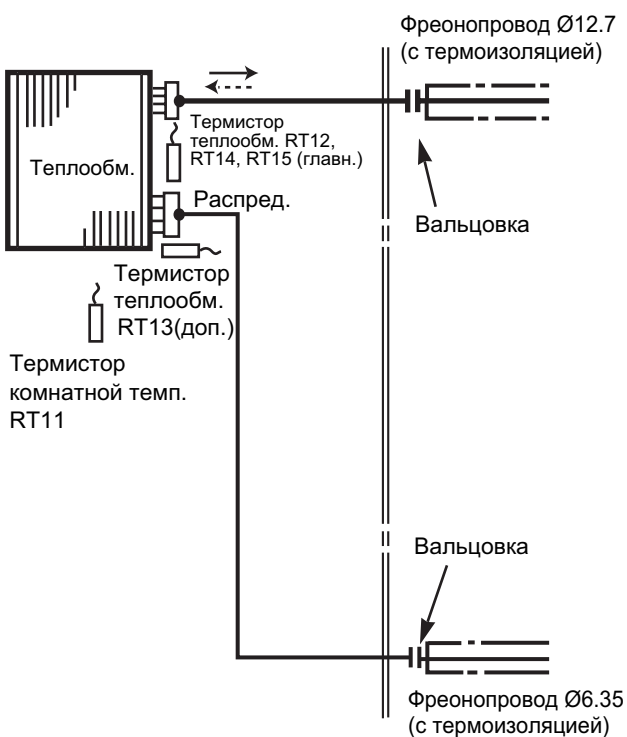 Фреонопровод Ø12.7
(с термоизоляцией)
Термистор
теплообм. RT12,
RT14, RT15 (главн.)
Теплообм.
Распред.
Вальцовка
Термистор
теплообм.
RT13(доп.)
Термистор
комнатной темп.
RT11
Вальцовка
Фреонопровод Ø6.35
(с термоизоляцией)